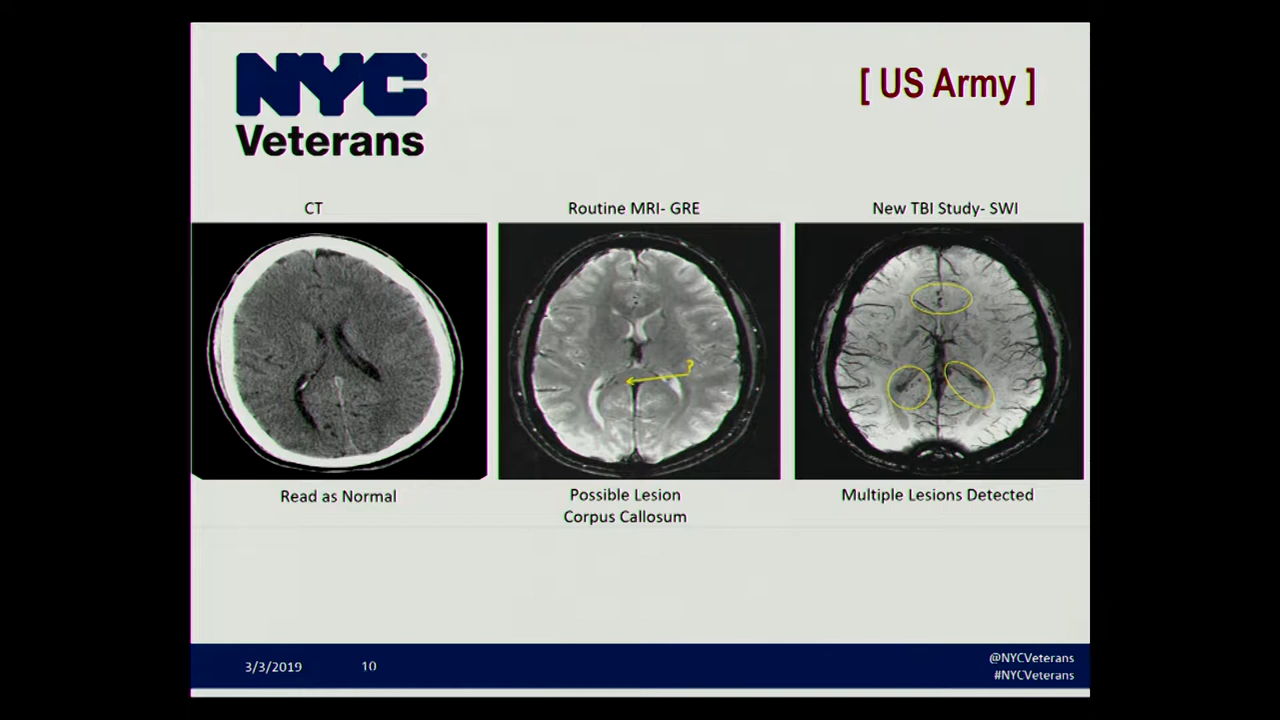 NYC
Veterans
[ US Army ]
CT
Routine MRI- GRE
New TBI Study- SWI
?
Read as Normal
Possible Lesion
Corpus Callosum
Multiple Lesions Detected
3/3/2019
10
@NYCVeterans
#NYCVeterans